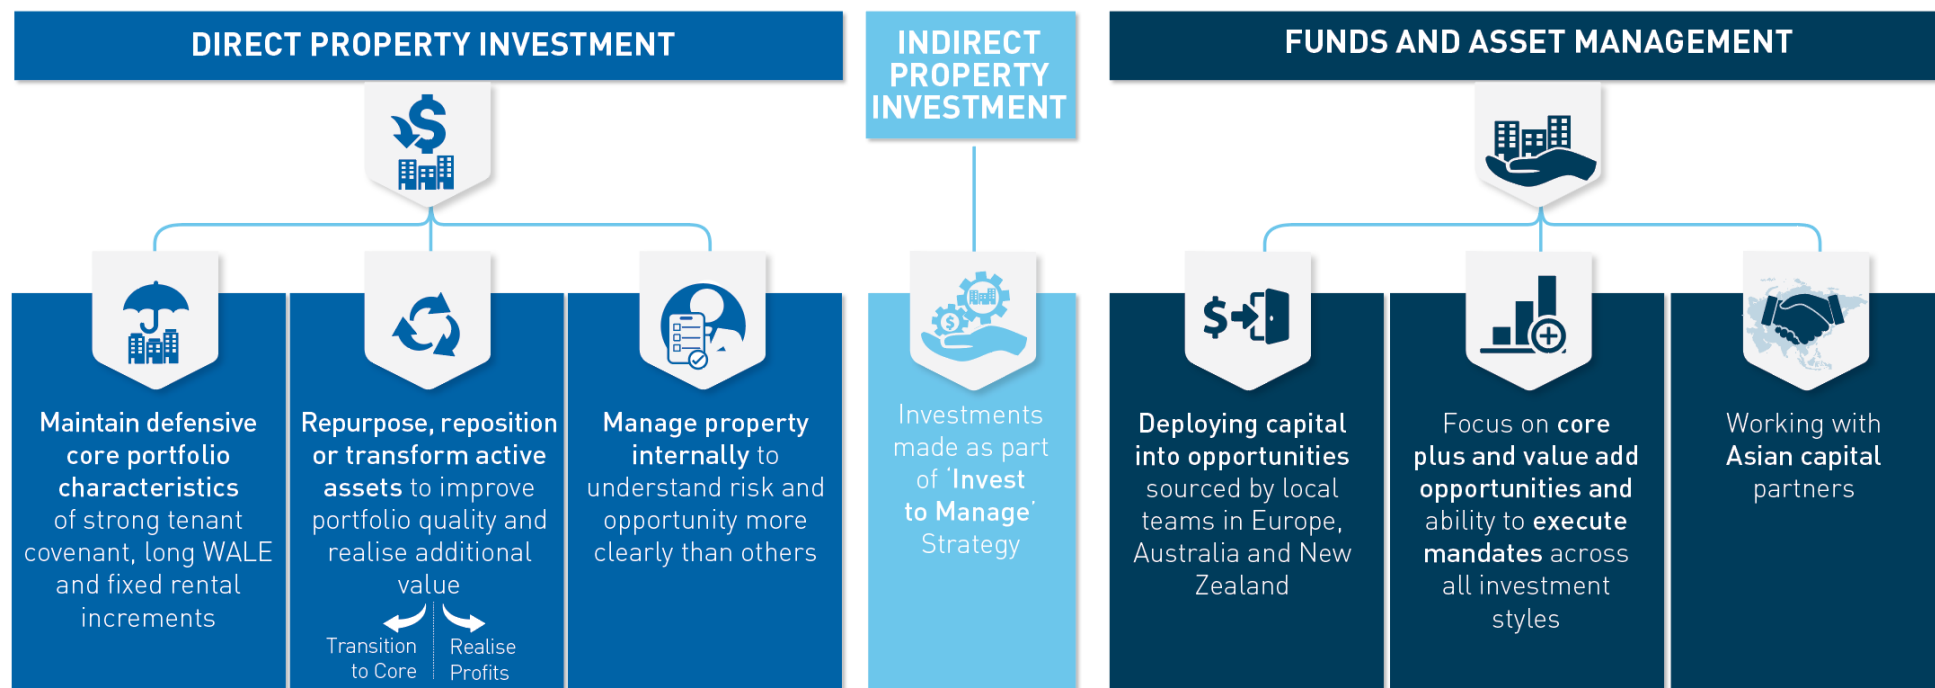 DIRECT PROPERTY INVESTMENT
Maintain defensive
core portfolio
characteristics
of strong tenant
covenant, long WALE
and fixed rental
increments
Repurpose, reposition
or transform active
assets to improve
portfolio quality and
realise additional
value
Transition
to Core
Realise
Profits
Manage property
internally to
understand risk and
opportunity more
clearly than others
INDIRECT
PROPERTY
INVESTMENT
Investments
made as part
of ‘Invest
to Manage’
Strategy
FUNDS AND ASSET MANAGEMENT
Deploying capital
into opportunities
sourced by local
teams in Europe,
Australia and New
Zealand
Focus on core
plus and value add
opportunities and
ability to execute
mandates across
all investment
styles
Working with
Asian capital
partners